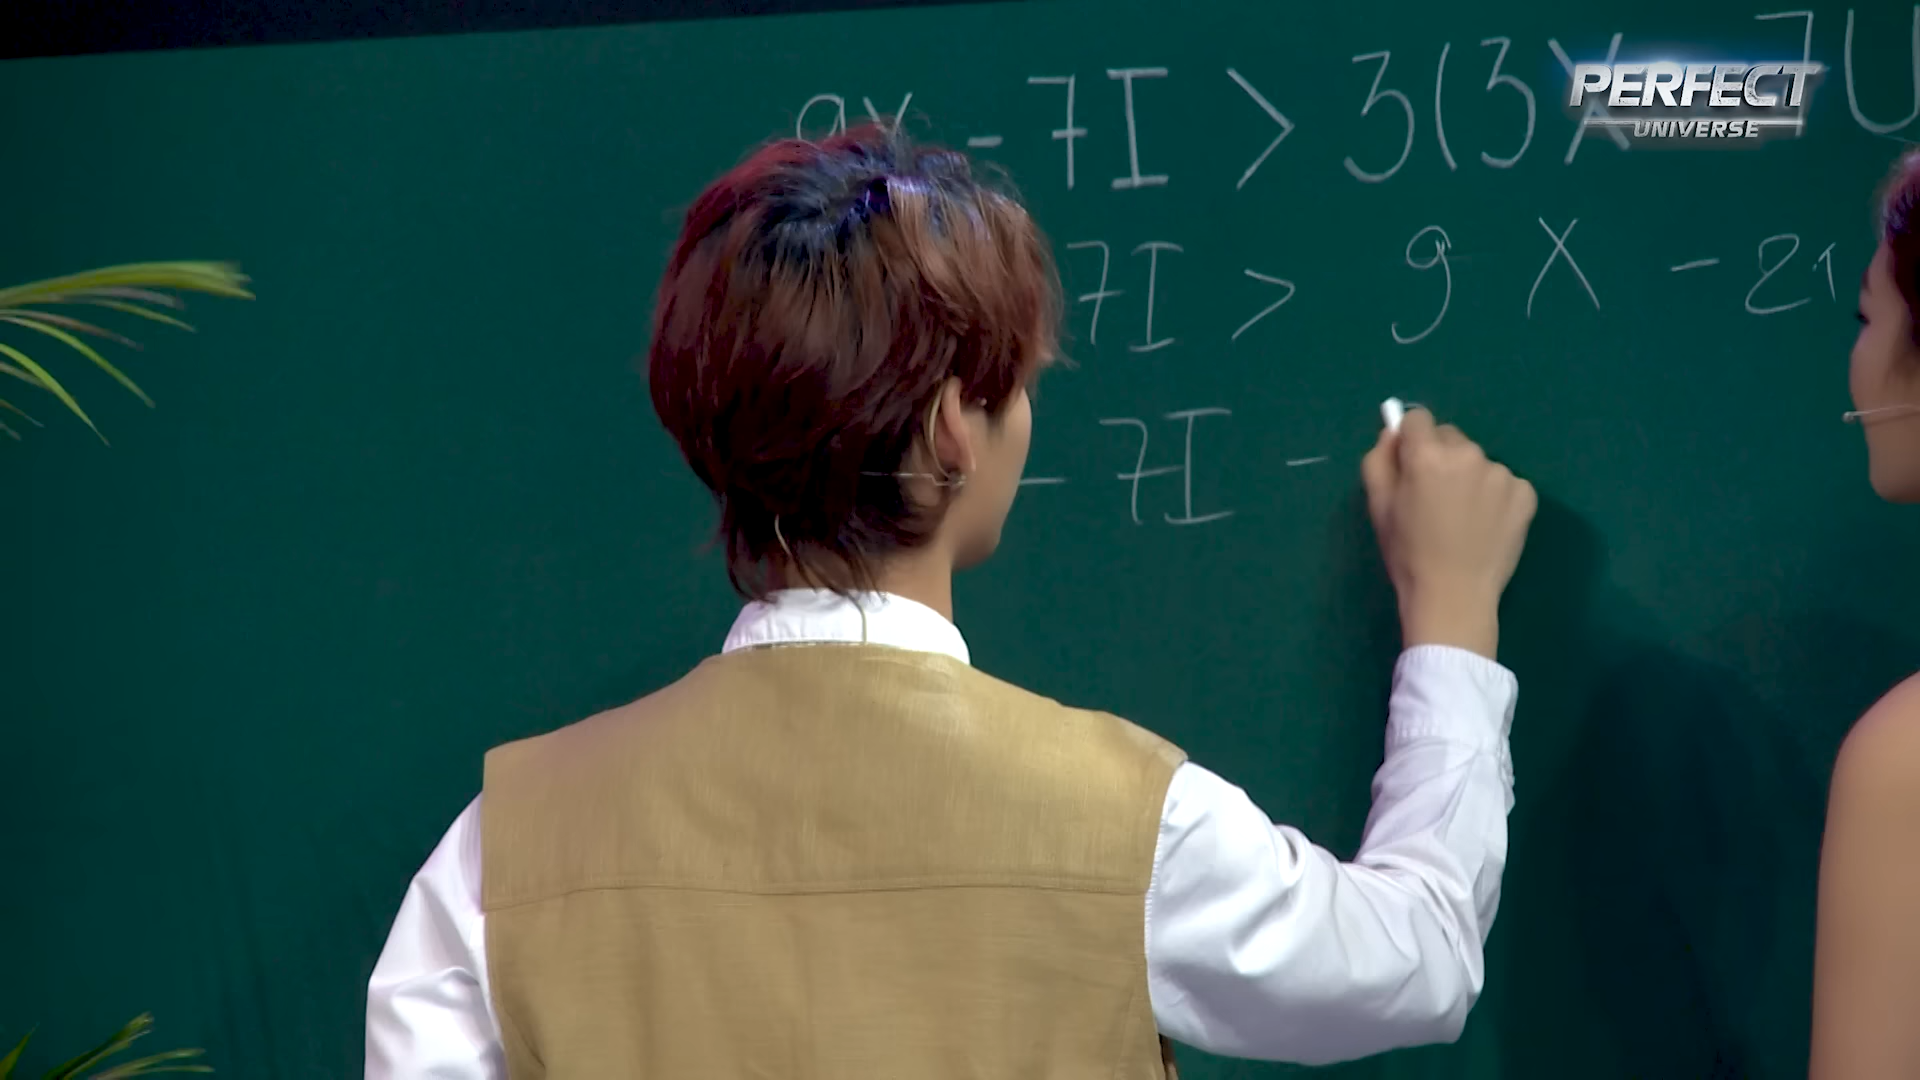 9x - 7I > 3(3X - 7U
7I > 9 X - 21
- 7I -
PERFECT
UNIVERSE